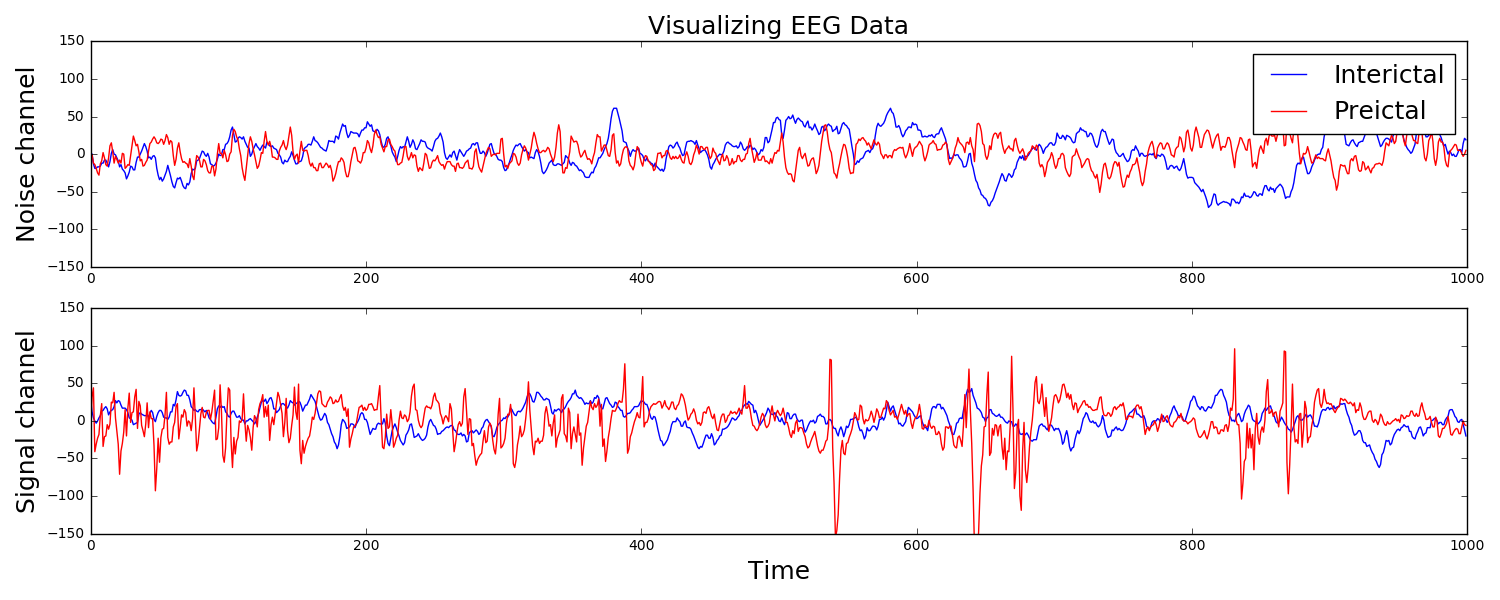 Visualizing EEG Data
Noise channel
150
100
50
0
−50
−100
−150
Interictal
Preictal
0 200 400 600 800 1000
Signal channel
150
100
50
0
−50
−100
−150
0 200 400 600 800 1000
Time